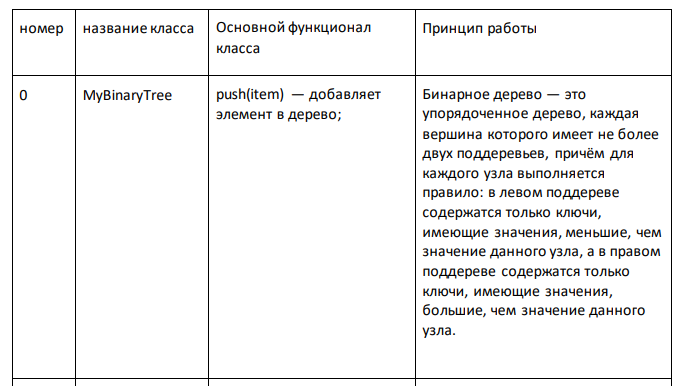 номер
название класса
Основной функционал
класса
Принцип работы
0
MyBinaryTree
push(item) — добавляет
элемент в дерево;
Бинарное дерево — это
упорядоченное дерево, каждая
вершина которого имеет не более
двух поддеревьев, причём для
каждого узла выполняется
правило: в левом поддереве
содержатся только ключи,
имеющие значения, меньшие, чем
значение данного узла, а в правом
поддереве содержатся только
ключи, имеющие значения,
большие, чем значение данного
узла.